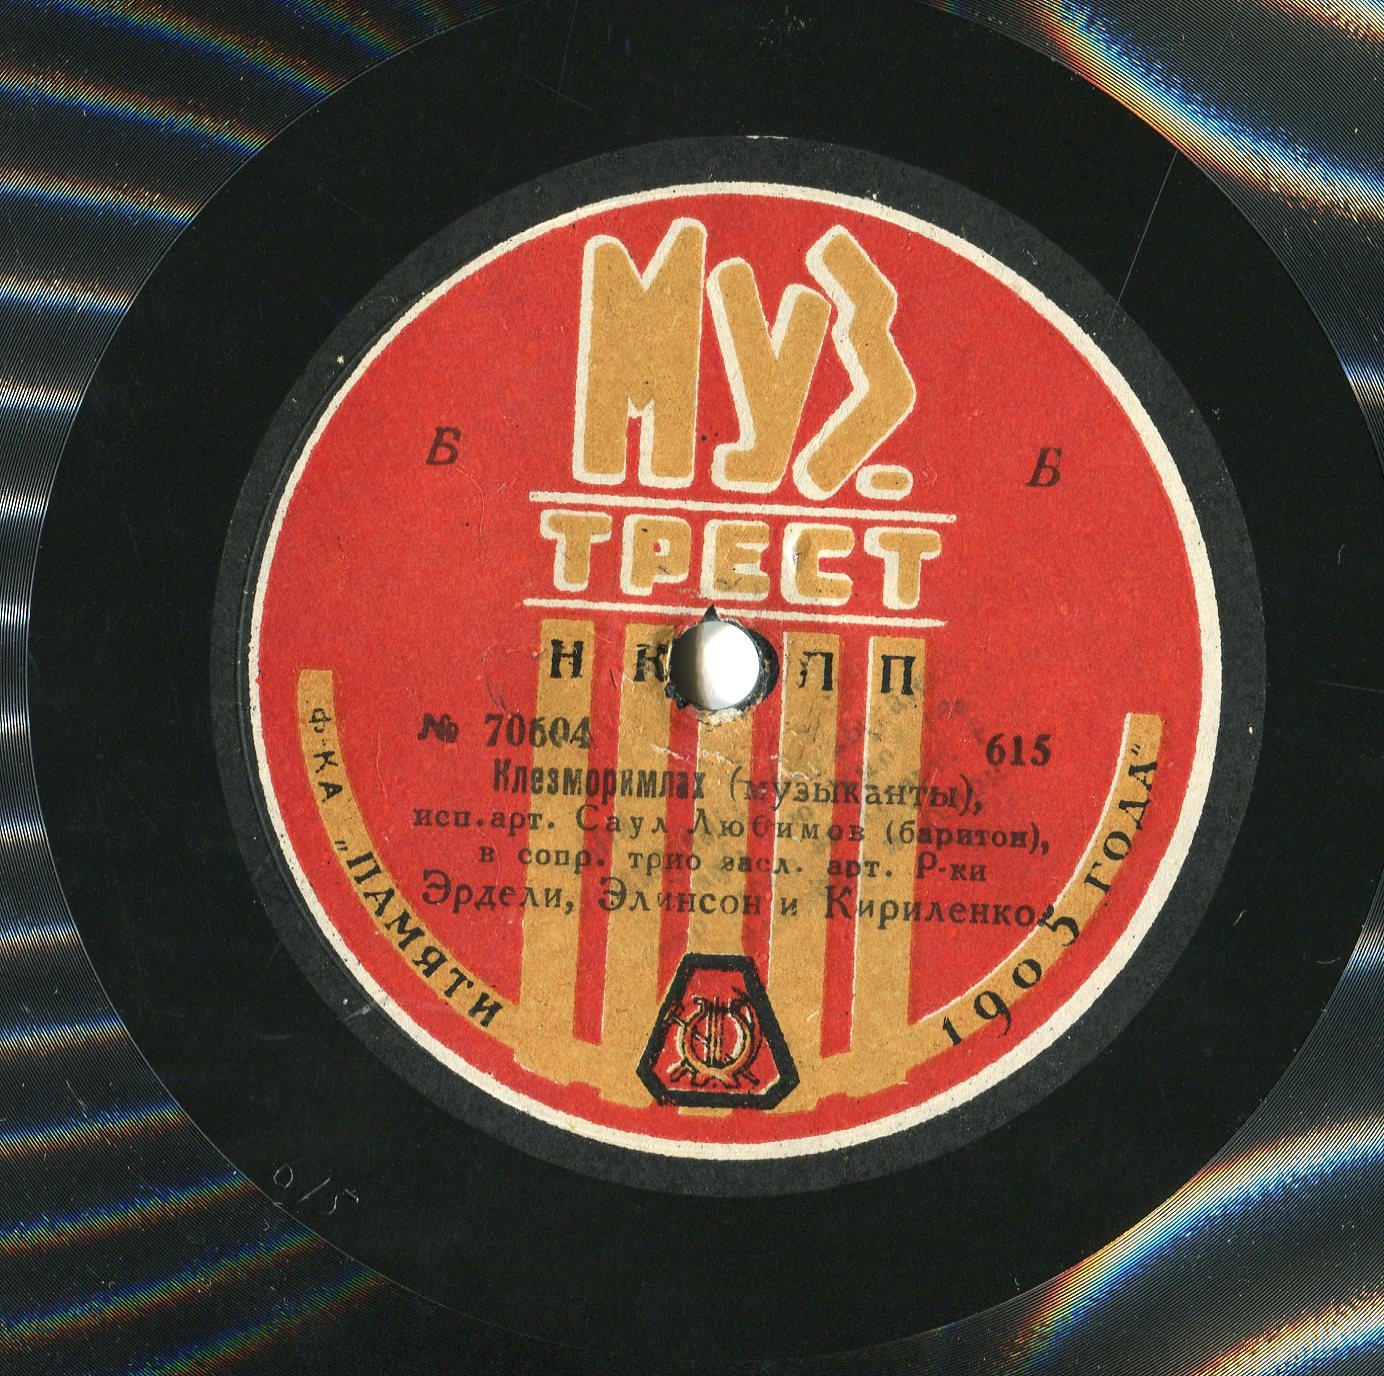 Муз.
ТРЕСТ
Б Б
Н К Л П
№ 70604 615
Клезморимлах (музыканты),
исп. арт. Саул Любимов (баритон),
в сопр. трио засл. арт. Р-ки
Эрдели, Элинсон и Кириленко.
Ф-КА „ПАМЯТИ 1905 ГОДА"